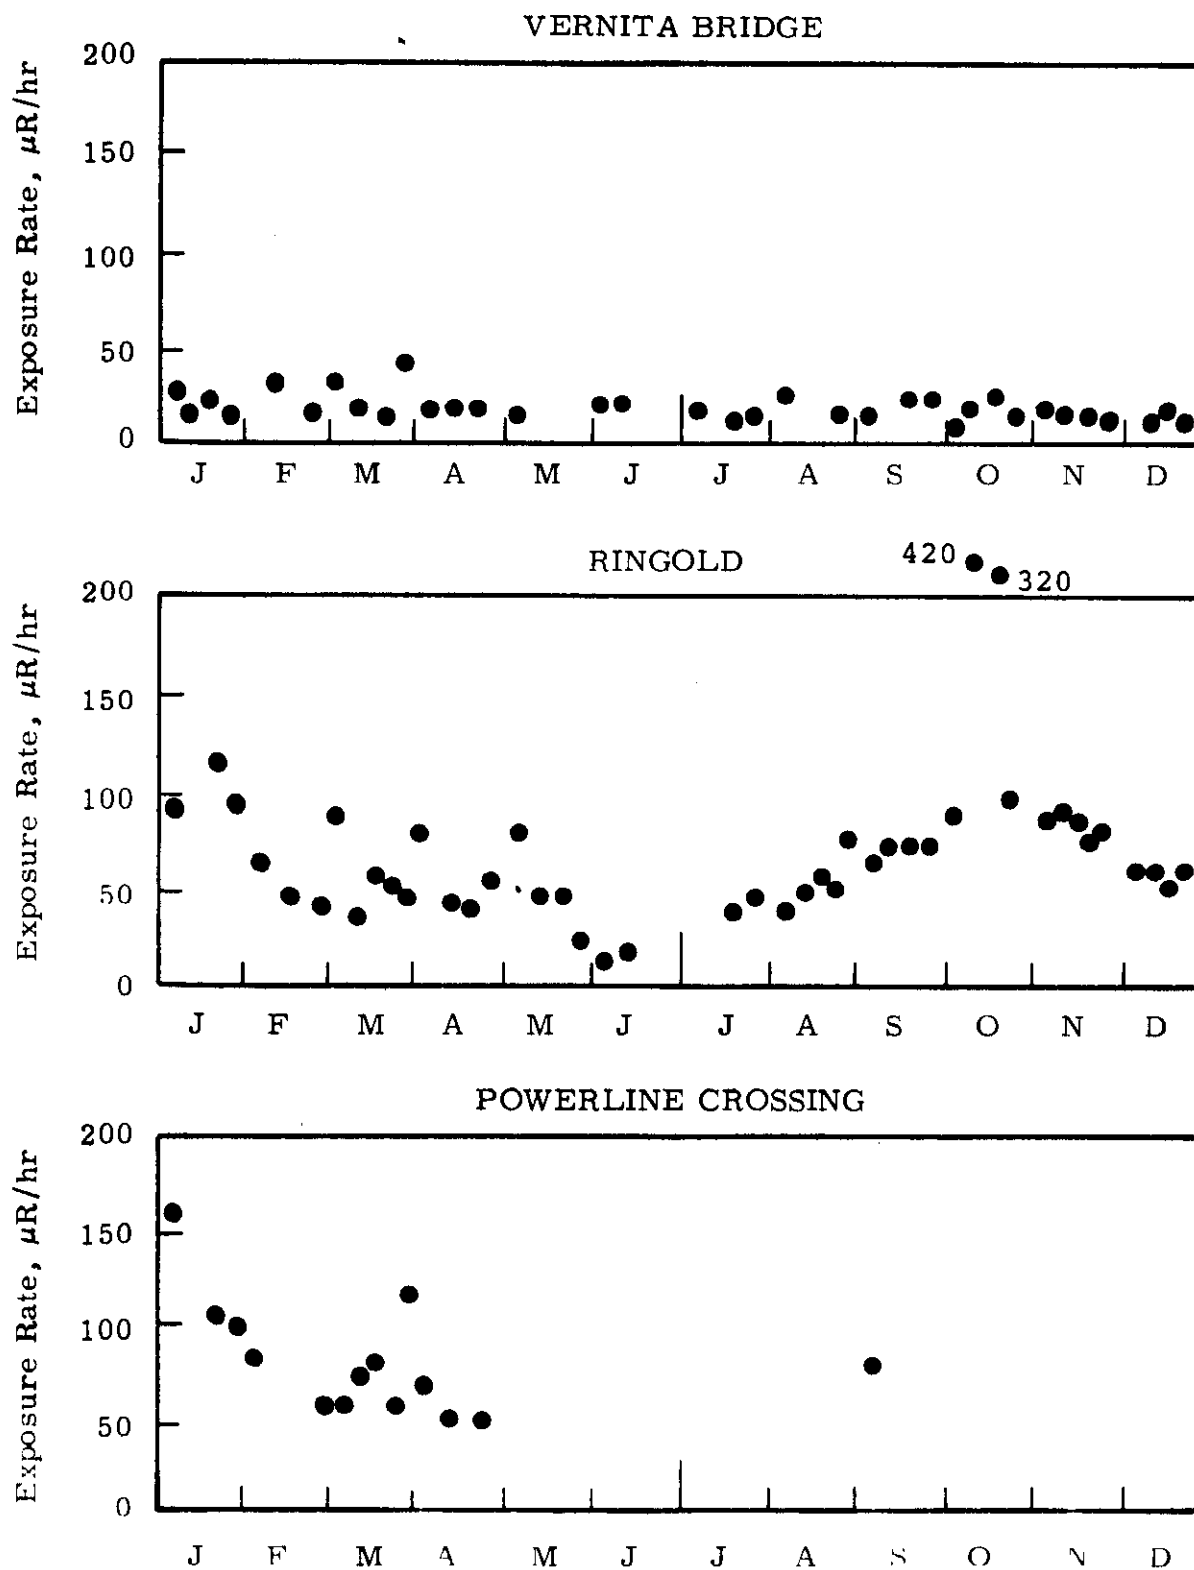 VERNITA BRIDGE
Exposure Rate, μR/hr
200
150
100
50
0
J F M A M J J A S O N D
RINGOLD
420
320
Exposure Rate, μR/hr
200
150
100
50
0
J F M A M J J A S O N D
POWERLINE CROSSING
Exposure Rate, μR/hr
200
150
100
50
0
J F M A M J J A S O N D